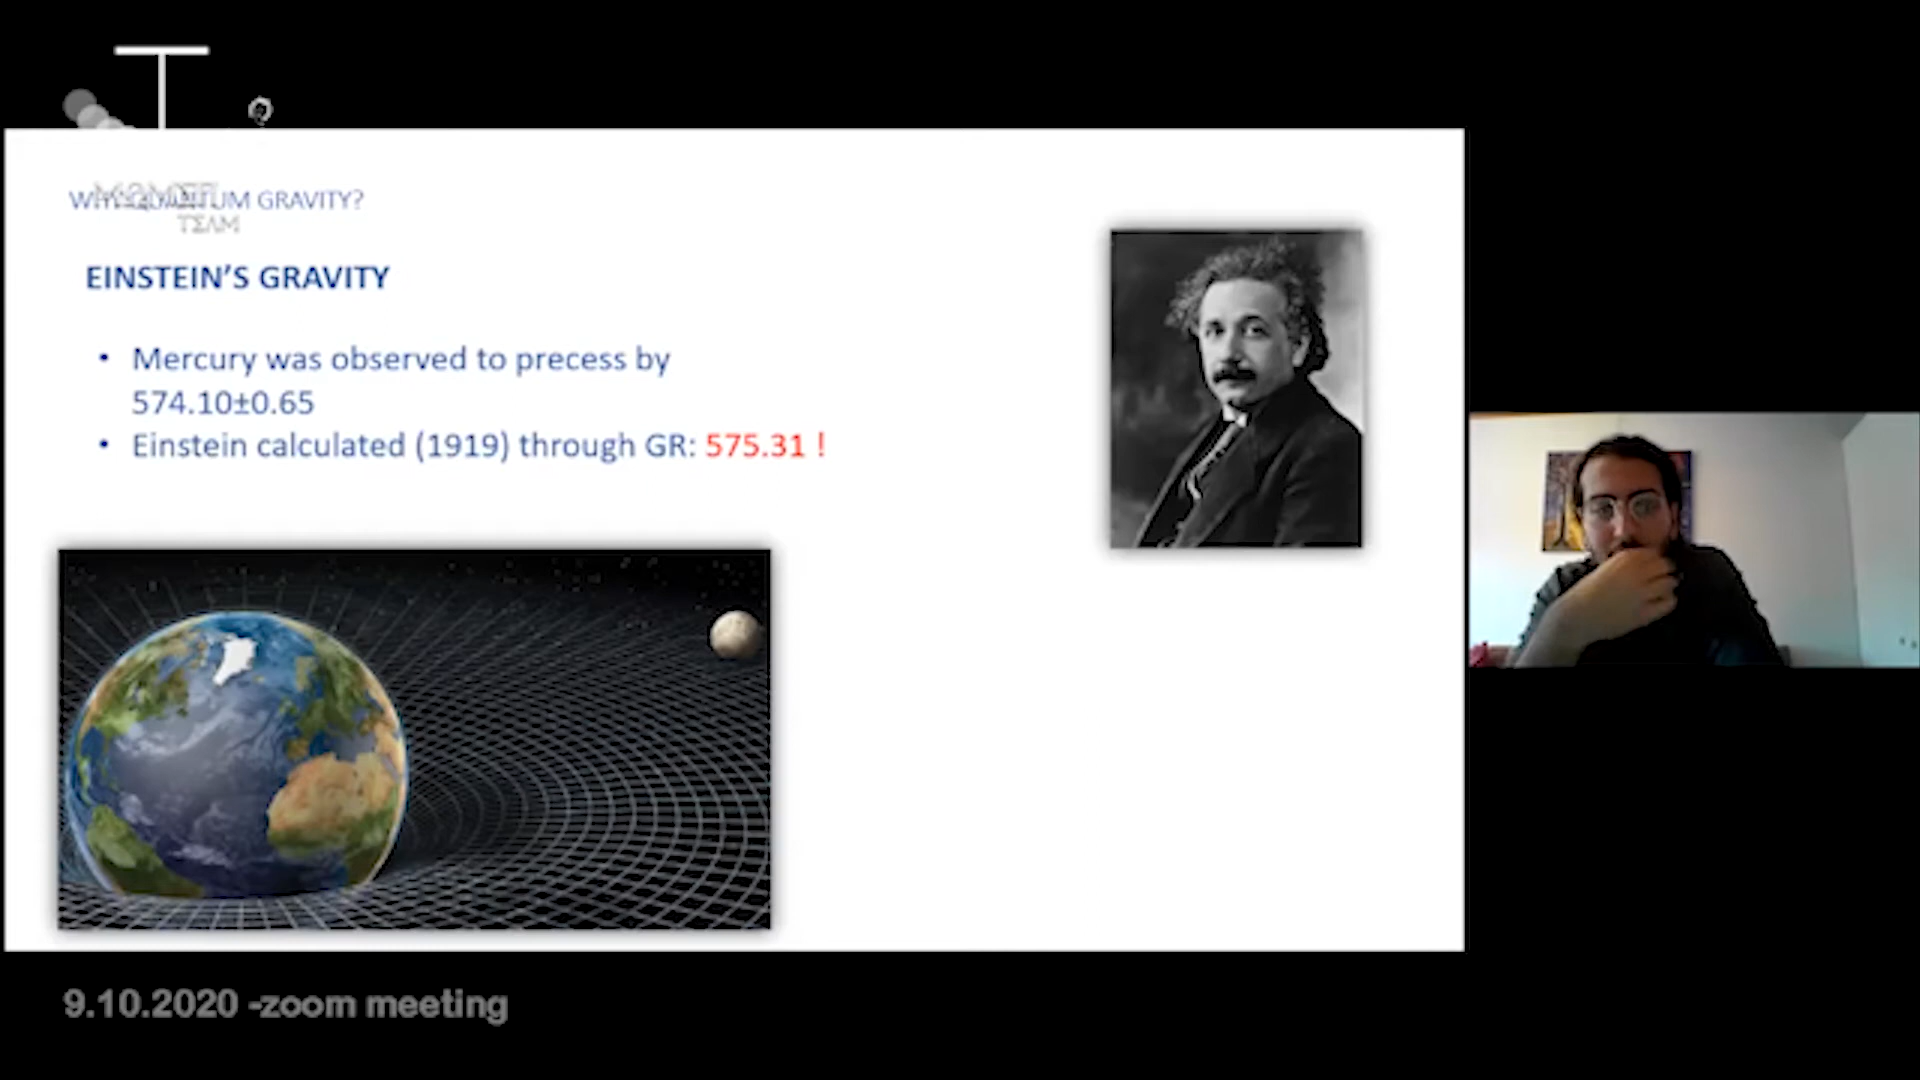 WHY QUANTUM GRAVITY?
TΣΛM
EINSTEIN’S GRAVITY
• Mercury was observed to precess by
574.10±0.65
• Einstein calculated (1919) through GR: 575.31 !
9.10.2020 -zoom meeting